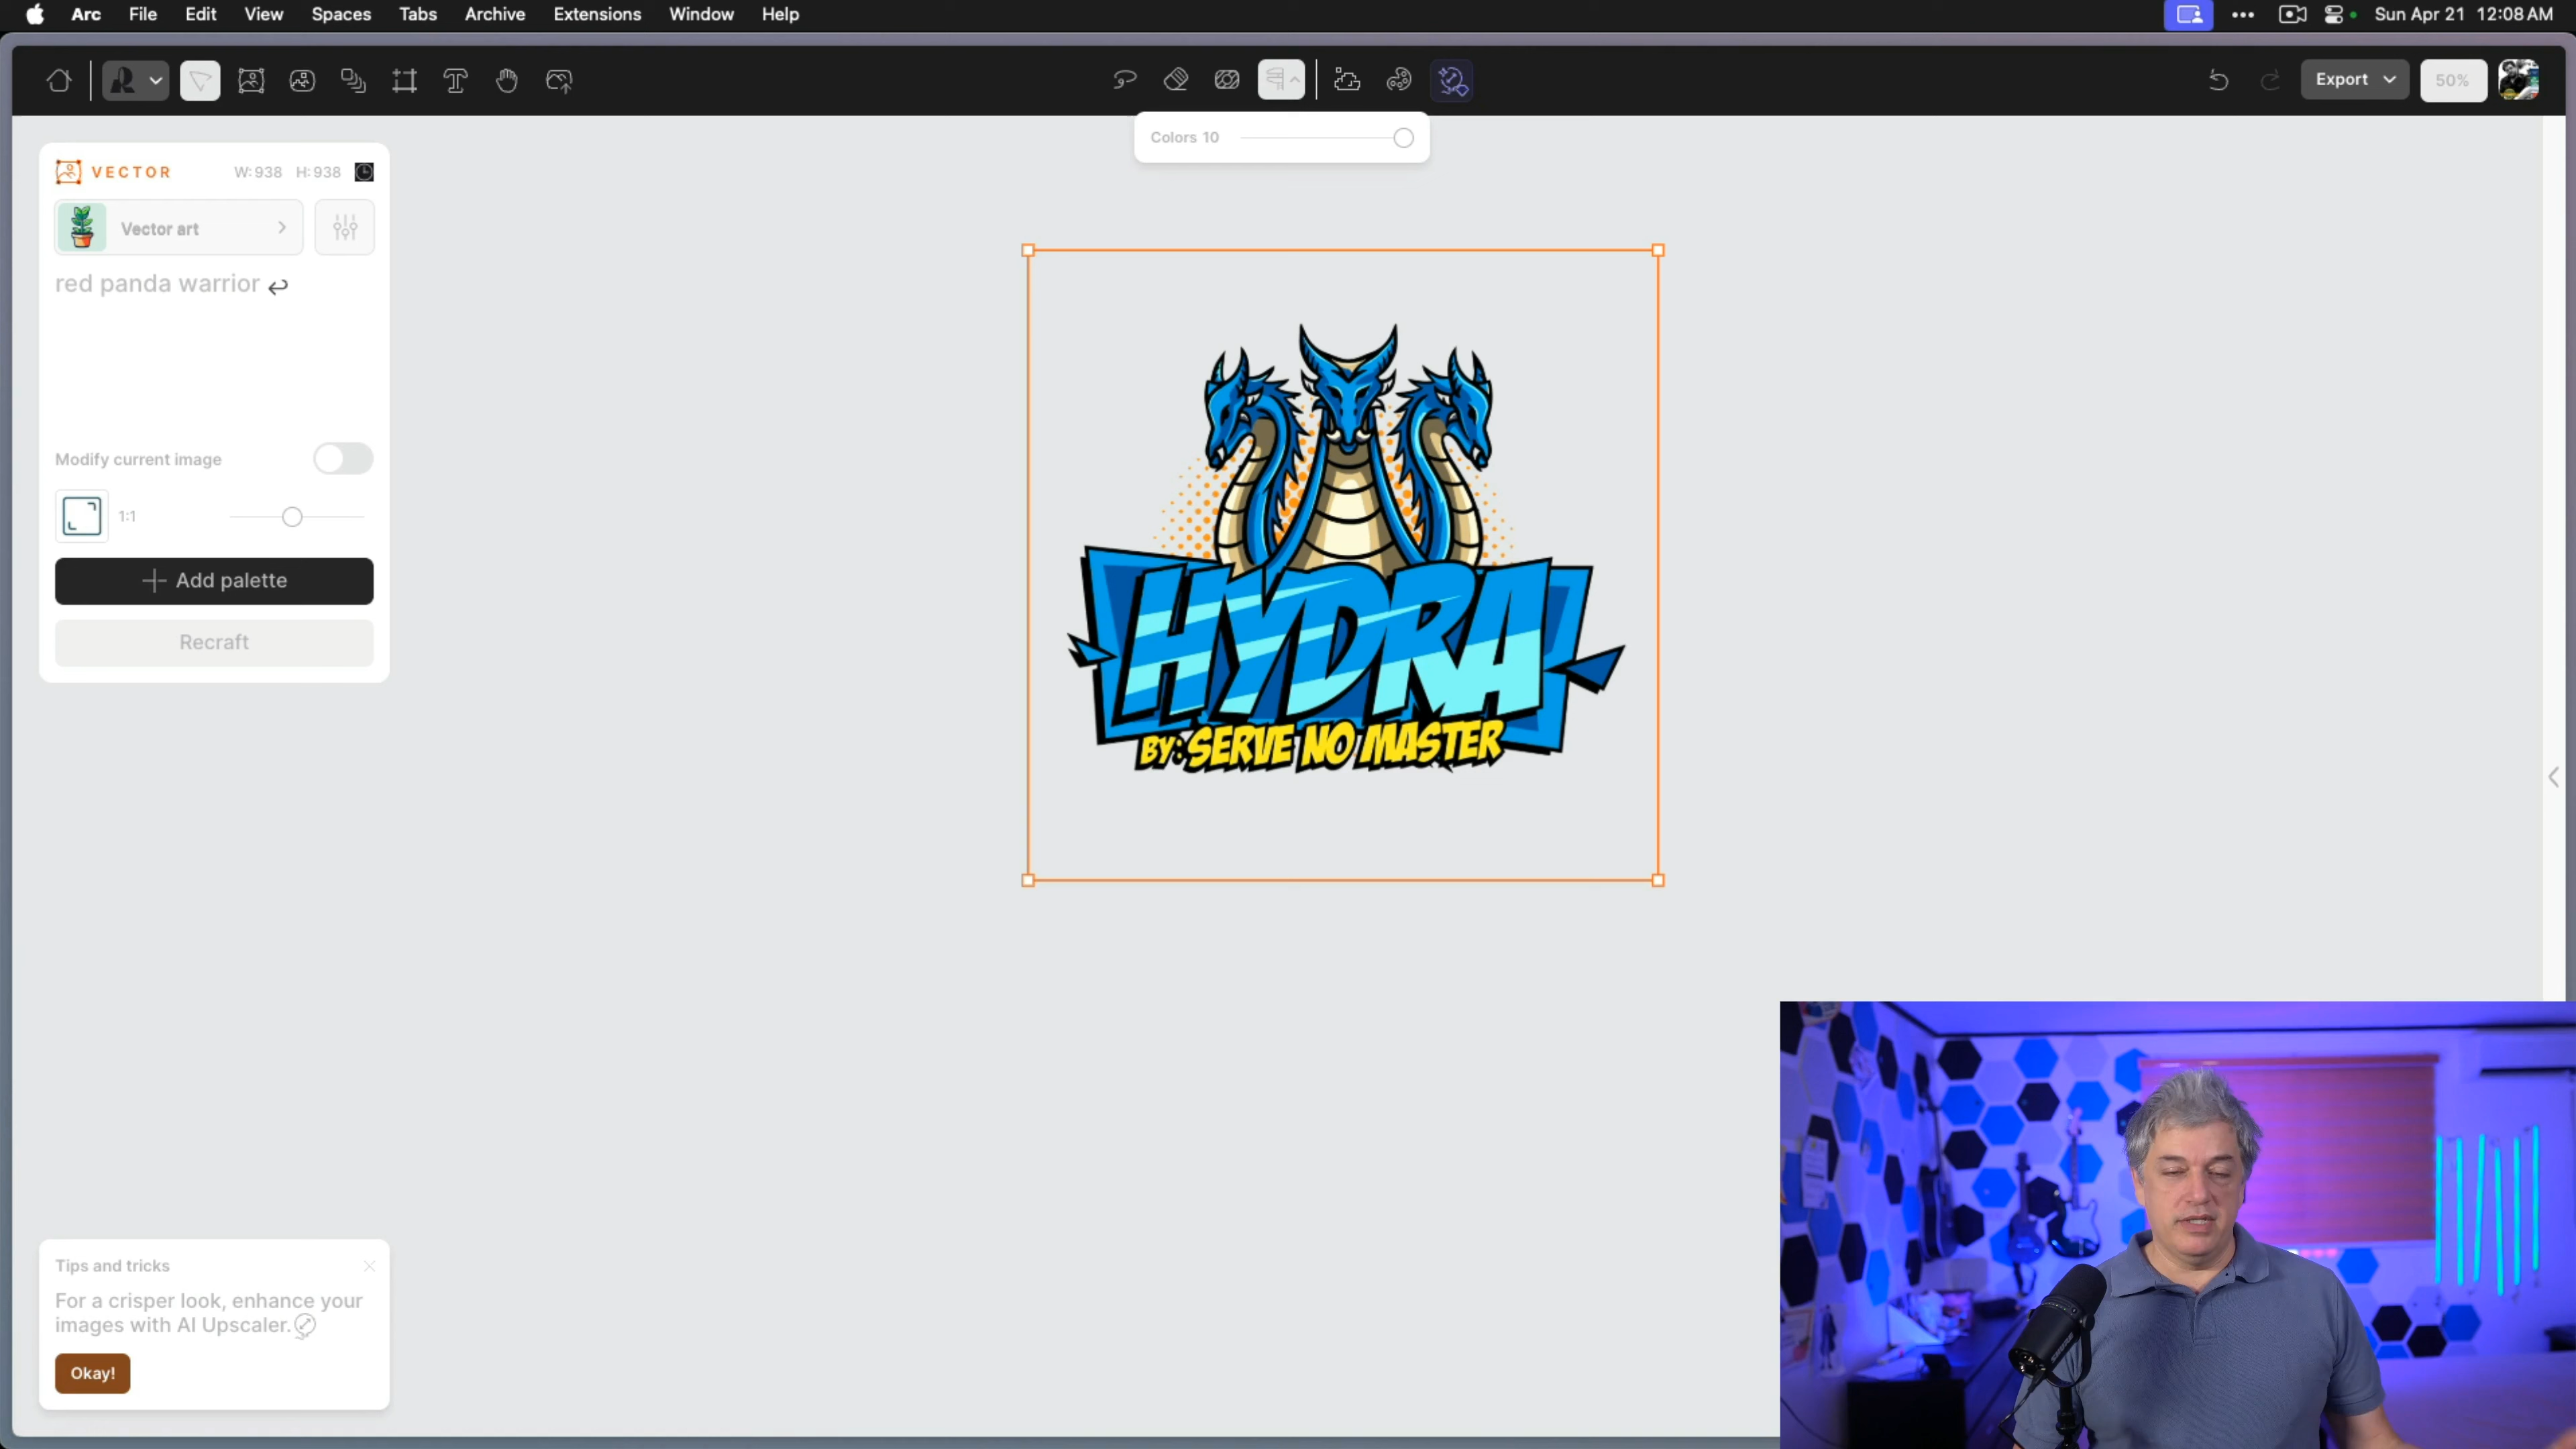 Arc File Edit View Spaces Tabs Archive Extensions Window Help Sun Apr 21 12:08 AM
Export 50%
Colors 10
VECTOR W: 938 H: 938
Vector art
red panda warrior
Modify current image
1:1
Add palette
Recraft
HYDRA
BY: SERVE NO MASTER
Tips and tricks
For a crisper look, enhance your
images with AI Upscaler.
Okay!